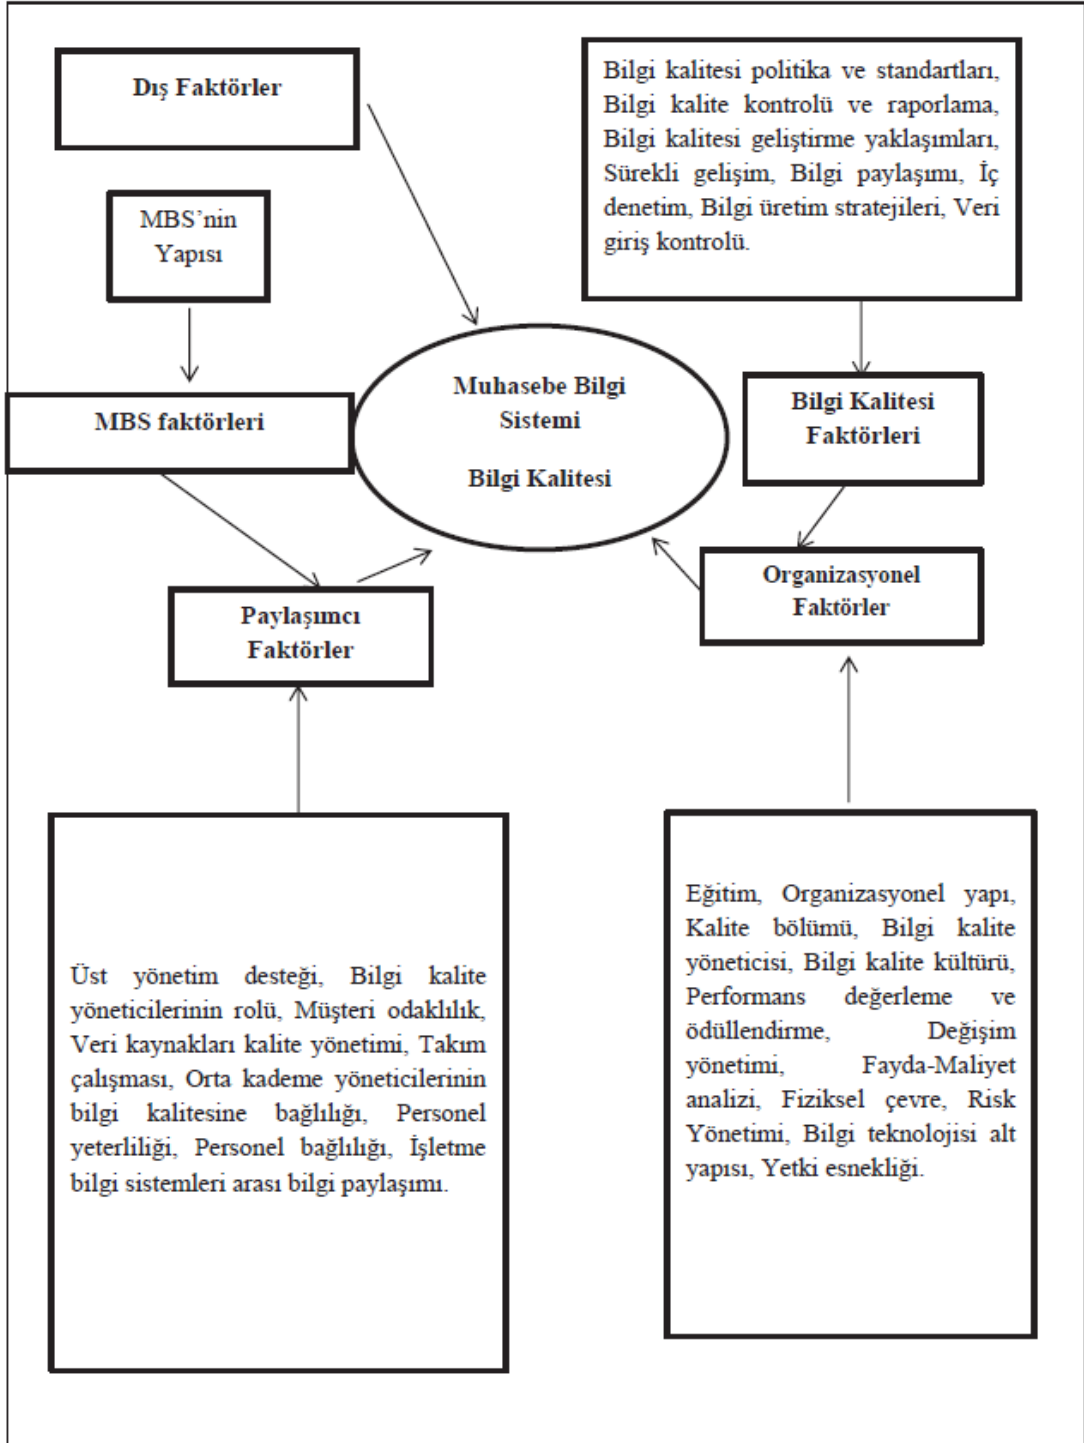 Dış Faktörler
Bilgi kalitesi politika ve standartları,
Bilgi kalite kontrolü ve raporlama,
Bilgi kalitesi geliştirme yaklaşımları,
Sürekli gelişim, Bilgi paylaşımı, İç
denetim, Bilgi üretim stratejileri, Veri
giriş kontrolü.
MBS’nin
Yapısı
MBS faktörleri
Muhasebe Bilgi
Sistemi
Bilgi Kalitesi
Bilgi Kalitesi
Faktörleri
Organizasyonel
Faktörler
Paylaşımcı
Faktörler
Üst yönetim desteği, Bilgi kalite
yöneticilerinin rolü, Müşteri odaklılık,
Veri kaynakları kalite yönetimi, Takım
çalışması, Orta kademe yöneticilerinin
bilgi kalitesine bağlılığı, Personel
yeterliliği, Personel bağlılığı, İşletme
bilgi sistemleri arası bilgi paylaşımı.
Eğitim, Organizasyonel yapı,
Kalite bölümü, Bilgi kalite
yöneticisi, Bilgi kalite kültürü,
Performans değerleme ve
ödüllendirme, Değişim
yönetimi, Fayda-Maliyet
analizi, Fiziksel çevre, Risk
Yönetimi, Bilgi teknolojisi alt
yapısı, Yetki esnekliği.